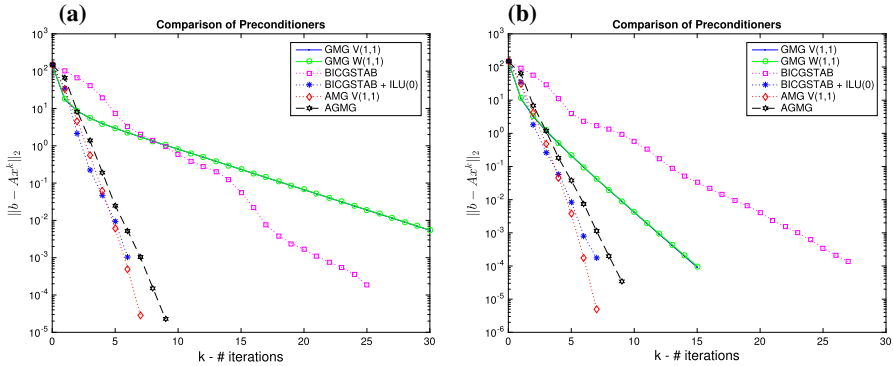 (a)
Comparison of Preconditioners
10^3
10^2
10^1
10^0
10^-1
10^-2
10^-3
10^-4
10^-5
||b − Ax^k||_2
GMG V(1,1)
GMG W(1,1)
BICGSTAB
BICGSTAB + ILU(0)
AMG V(1,1)
AGMG
0 5 10 15 20 25 30
k - # iterations
(b)
Comparison of Preconditioners
10^3
10^2
10^1
10^0
10^-1
10^-2
10^-3
10^-4
10^-5
10^-6
||b − Ax^k||_2
GMG V(1,1)
GMG W(1,1)
BICGSTAB
BICGSTAB + ILU(0)
AMG V(1,1)
AGMG
0 5 10 15 20 25 30
k - # iterations